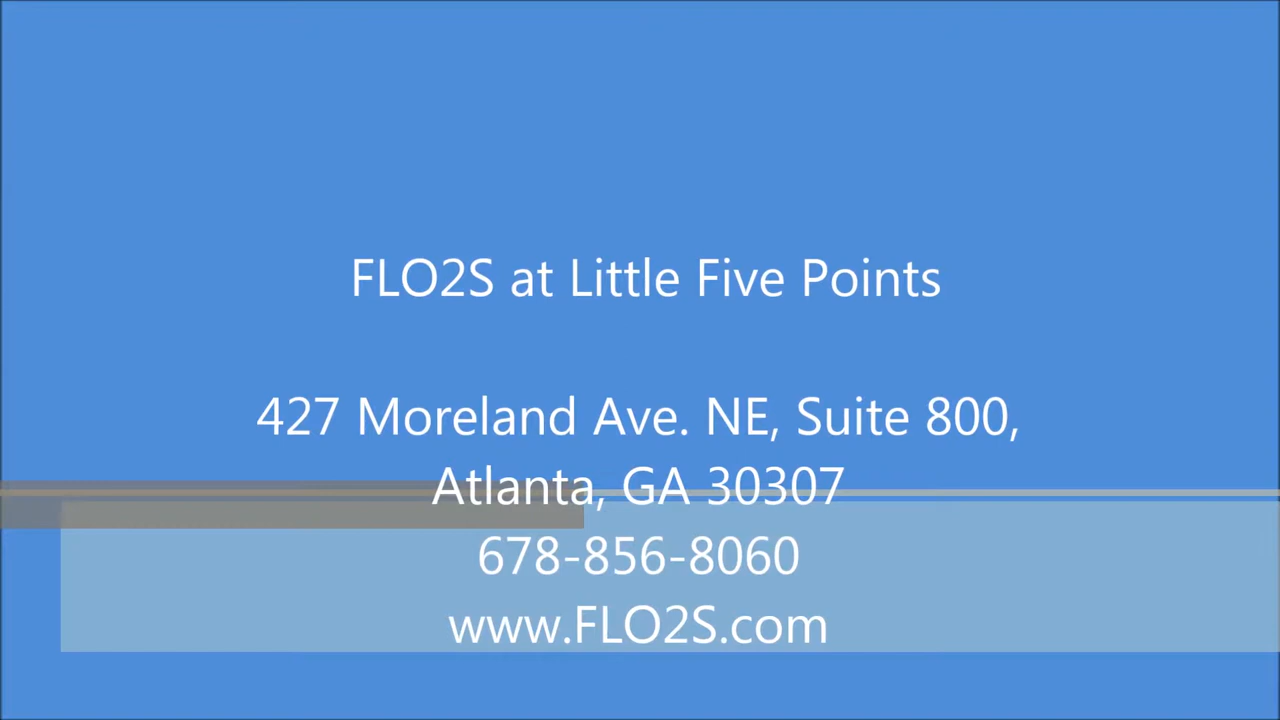 FLO2S at Little Five Points
427 Moreland Ave. NE, Suite 800,
Atlanta, GA 30307
678-856-8060
www.FLO2S.com